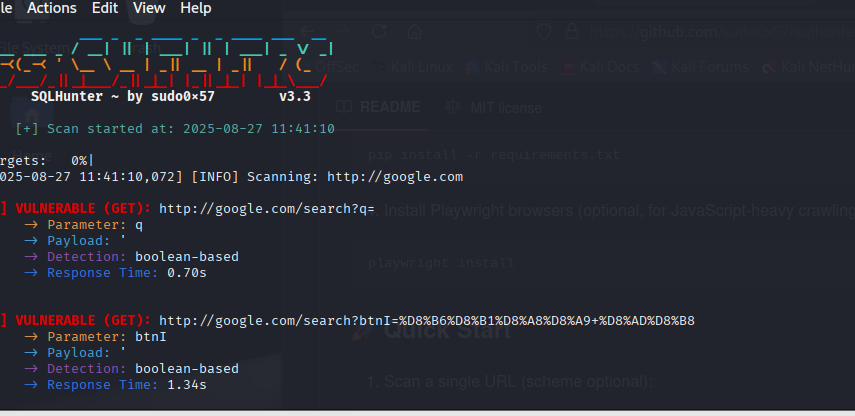 le Actions Edit View Help
SQLHunter ~ by sudo0×57 v3.3
[+] Scan started at: 2025-08-27 11:41:10
rgets: 0%|
025-08-27 11:41:10,072] [INFO] Scanning: http://google.com
] VULNERABLE (GET): http://google.com/search?q=
→ Parameter: q
→ Payload: '
→ Detection: boolean-based
→ Response Time: 0.70s
] VULNERABLE (GET): http://google.com/search?btnI=%D8%B6%D8%B1%D8%A8%D8%A9+%D8%AD%D8%B8
→ Parameter: btnI
→ Payload: '
→ Detection: boolean-based
→ Response Time: 1.34s
File System
https://github.com
OffSec Kali Linux Kali Tools Kali Docs Kali Forums Kali NetHun
README MIT license
pip install -r requirements.txt
Install Playwright browsers (optional, for JavaScript-heavy crawling
playwright install
Quick Start
1. Scan a single URL (scheme optional):